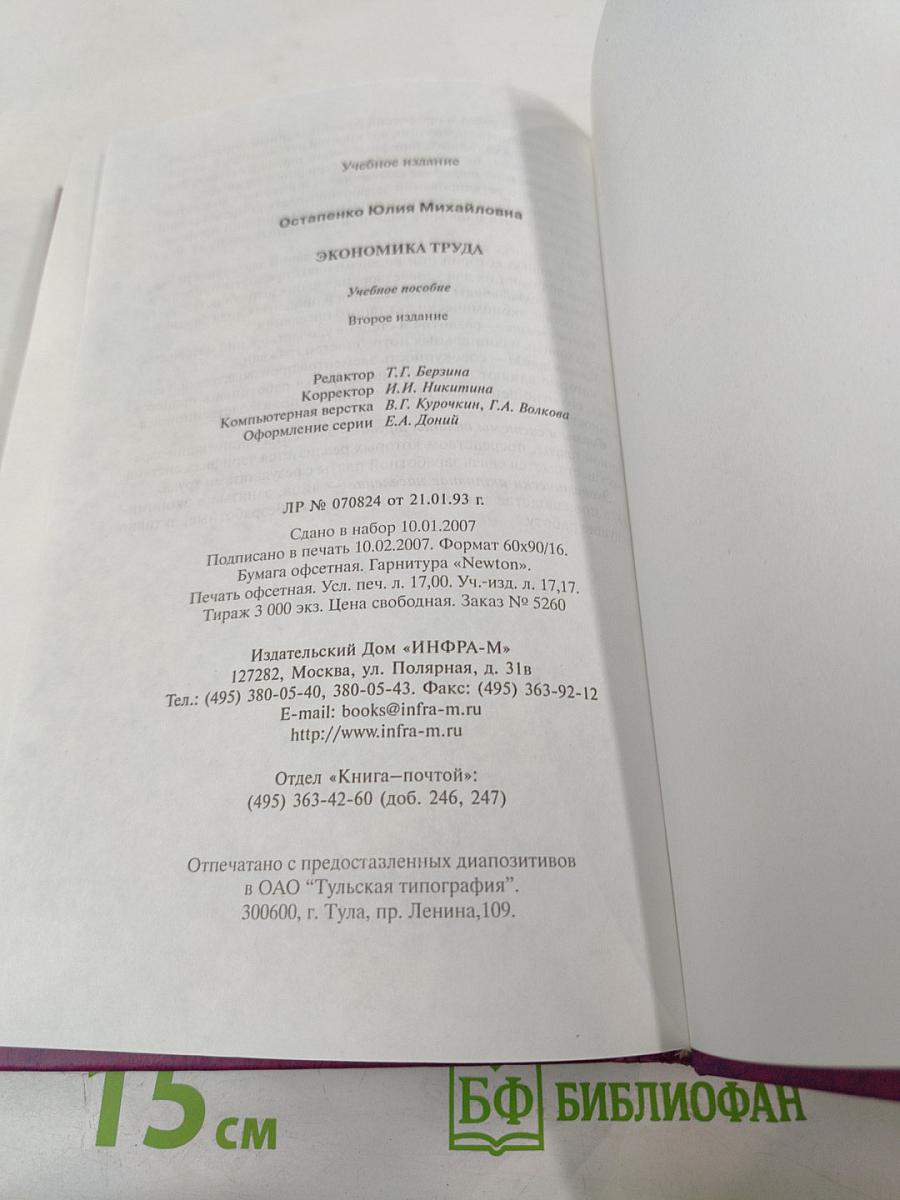 Учебное издание
Остапенко Юлия Михайловна
ЭКОНОМИКА ТРУДА
Учебное пособие
Второе издание
Редактор Т.Г. Берзина
Корректор И.И. Никитина
Компьютерная верстка В.Г. Курочкин, Г.А. Волкова
Оформление серии Е.А. Доний
ЛР № 070824 от 21.01.93 г.
Сдано в набор 10.01.2007
Подписано в печать 10.02.2007. Формат 60х90/16.
Бумага офсетная. Гарнитура «Newton».
Печать офсетная. Усл. печ. л. 17,00. Уч.-изд. л. 17,17.
Тираж 3 000 экз. Цена свободная. Заказ № 5260
Издательский Дом «ИНФРА-М»
127282, Москва, ул. Полярная, д. 31в
Тел.: (495) 380-05-40, 380-05-43. Факс: (495) 363-92-12
E-mail: books@infra-m.ru
http://www.infra-m.ru
Отдел «Книга—почтой»:
(495) 363-42-60 (доб. 246, 247)
Отпечатано с предостазленных диапозитивов
в ОАО “Тульская типография”.
300600, г. Тула, пр. Ленина,109.
15 см
БФ БИБЛИОФАН